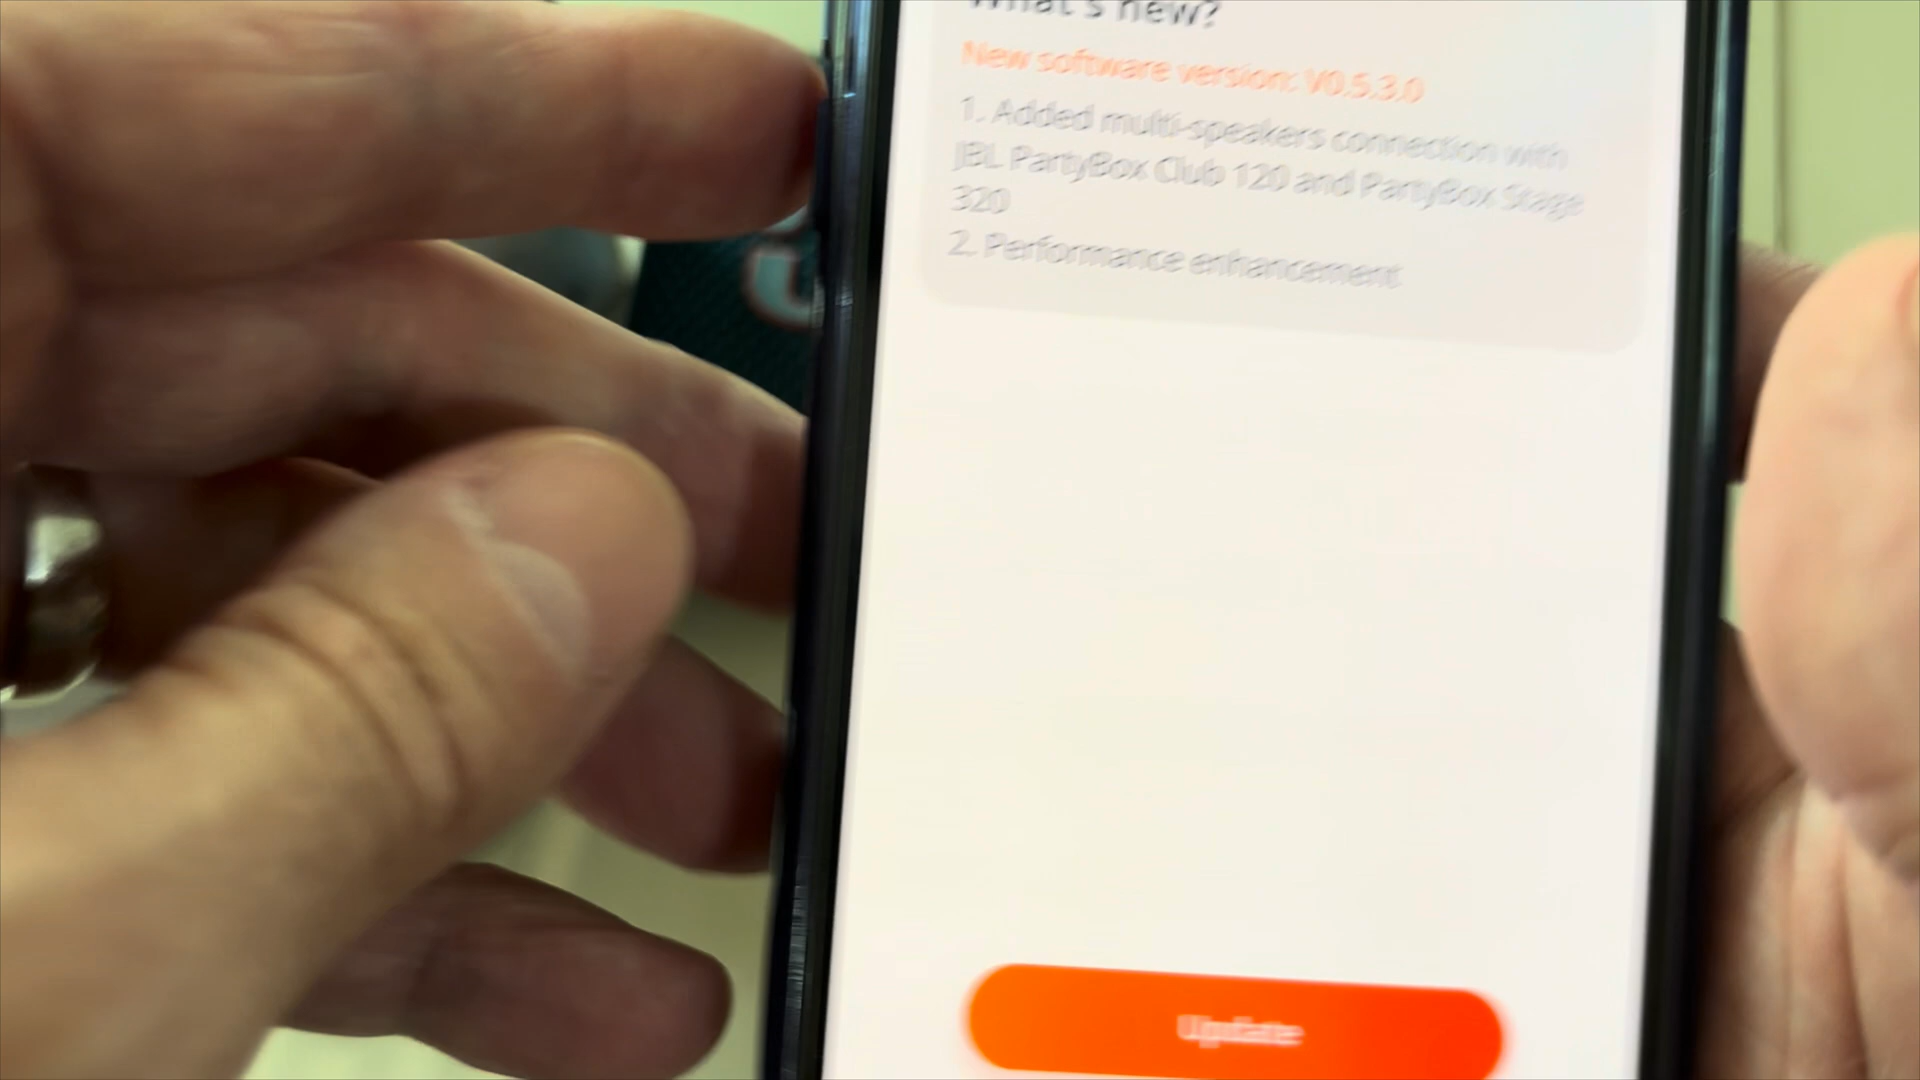 What's new?
New software version: V0.5.3.0
1. Added multi-speakers connection with
JBL PartyBox Club 120 and PartyBox Stage
320
2. Performance enhancement
Update